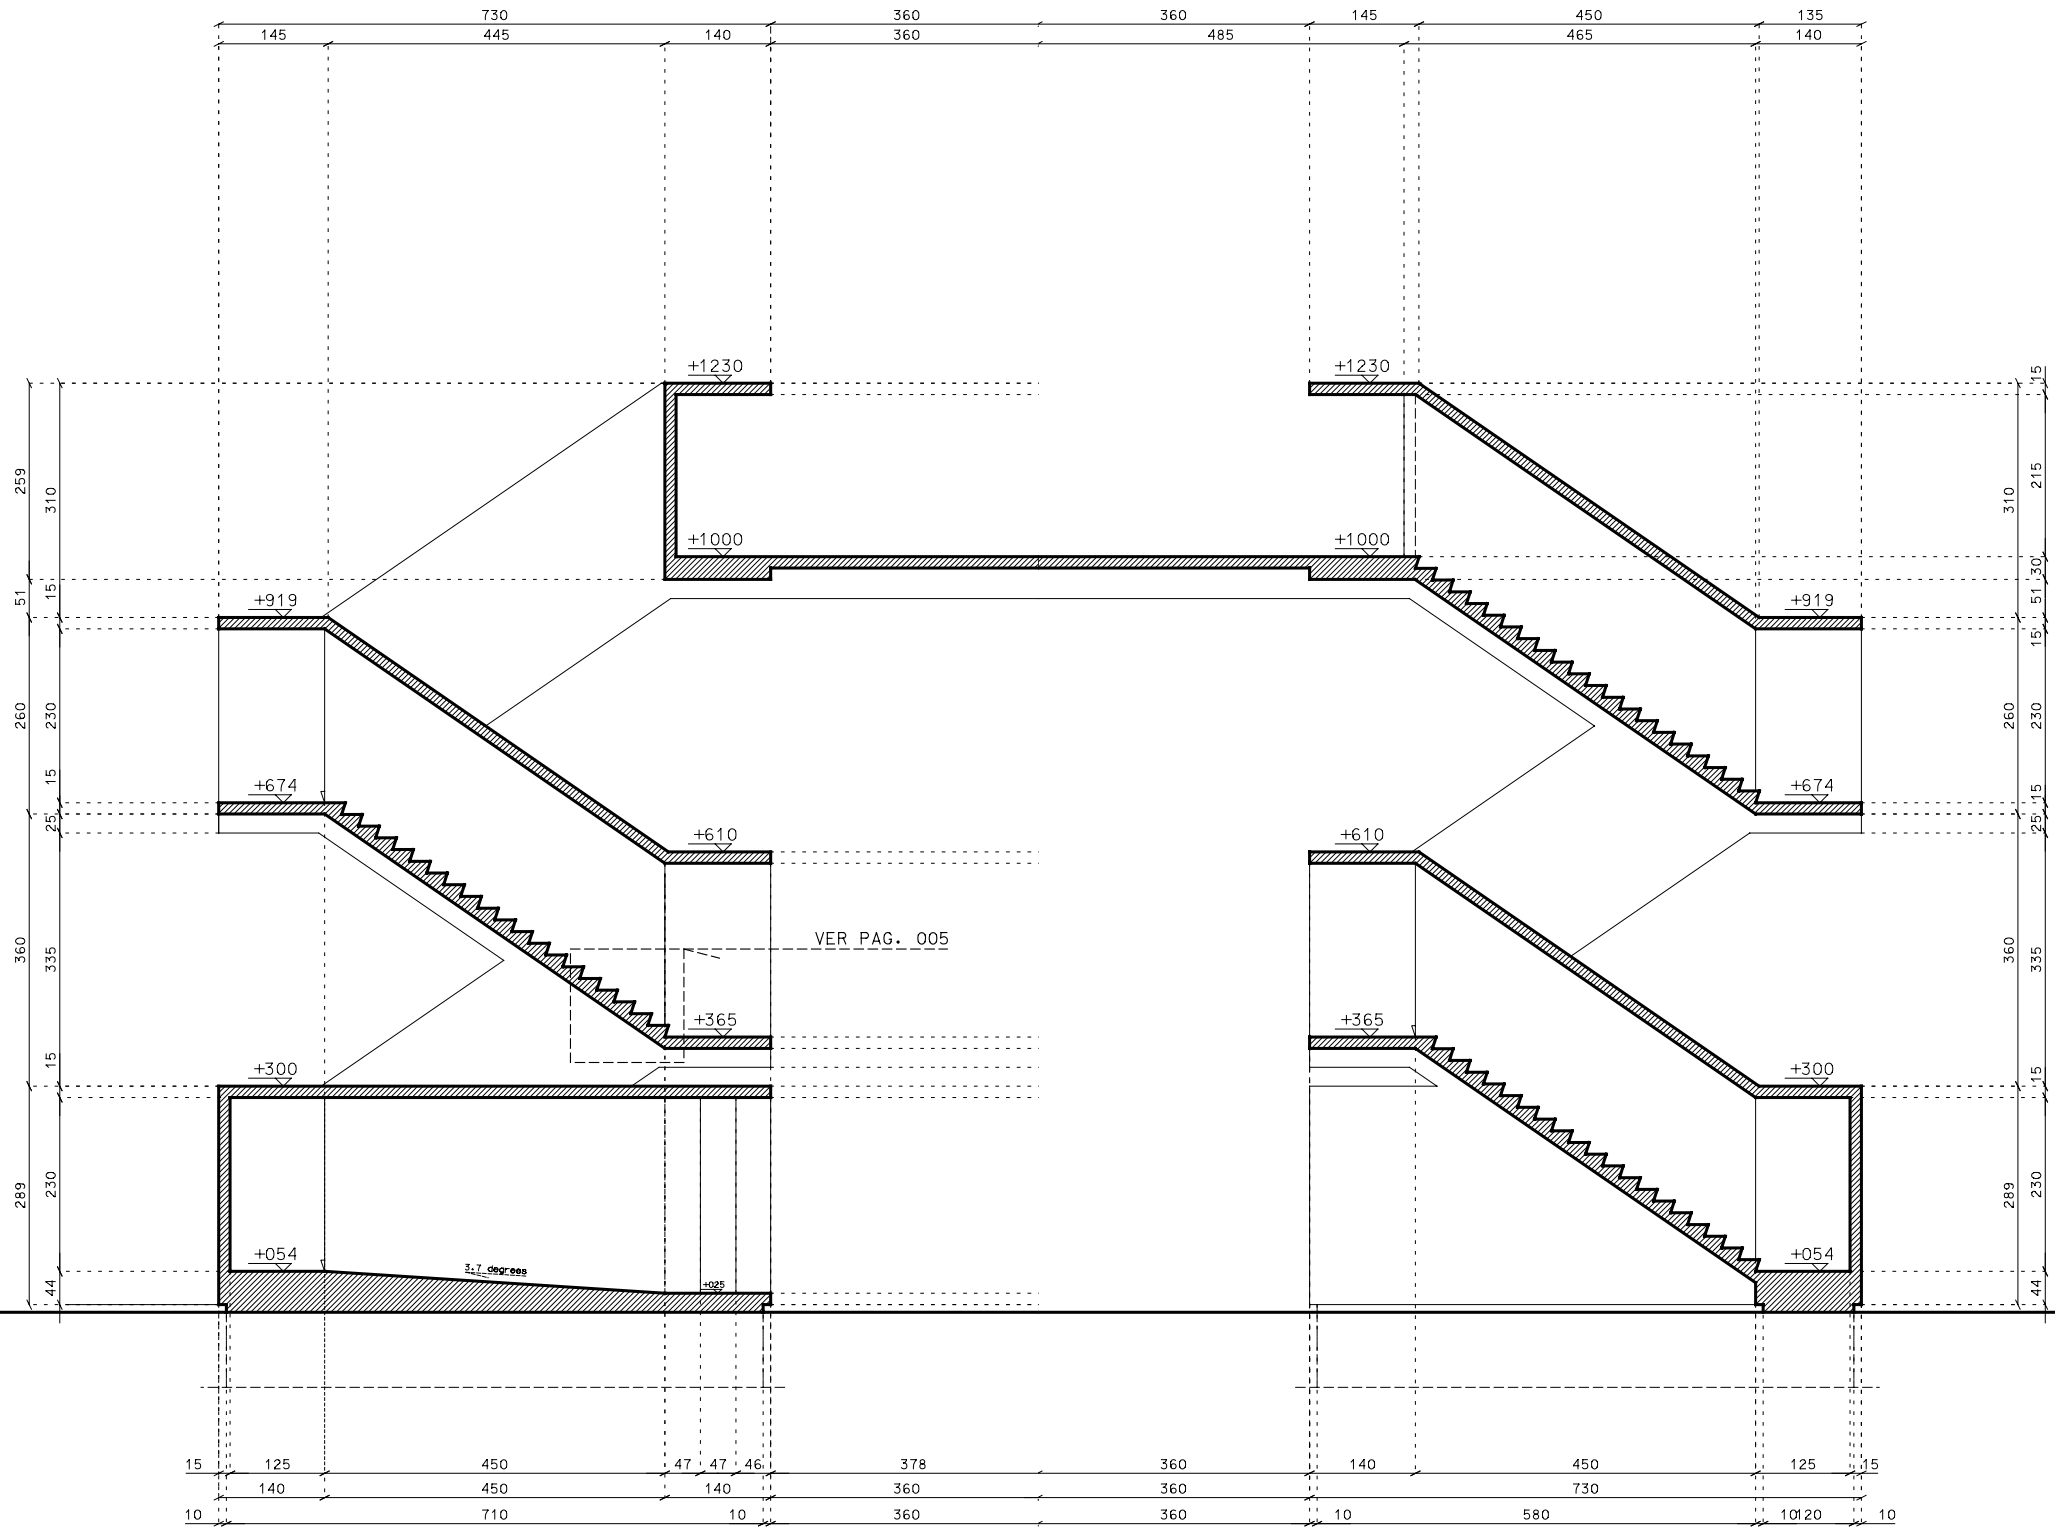 730 360 360 145 450 135
145 445 140 360 485 465 140
+1230 +1230
15
259 310 310 215
+1000 +1000
30
51 15 51
+919 +919
15
260 230 260 230
+674 +674
15 15
25 25
+610 +610
VER PAG. 005
360 335 360 335
+365 +365
15 +300 +300 15
289 230 289 230
+054 3.7 degrees +054
+025
44 44
15 125 450 47 47 46 378 360 140 450 125 15
140 450 140 360 360 730
10 710 10 360 360 10 580 10 120 10